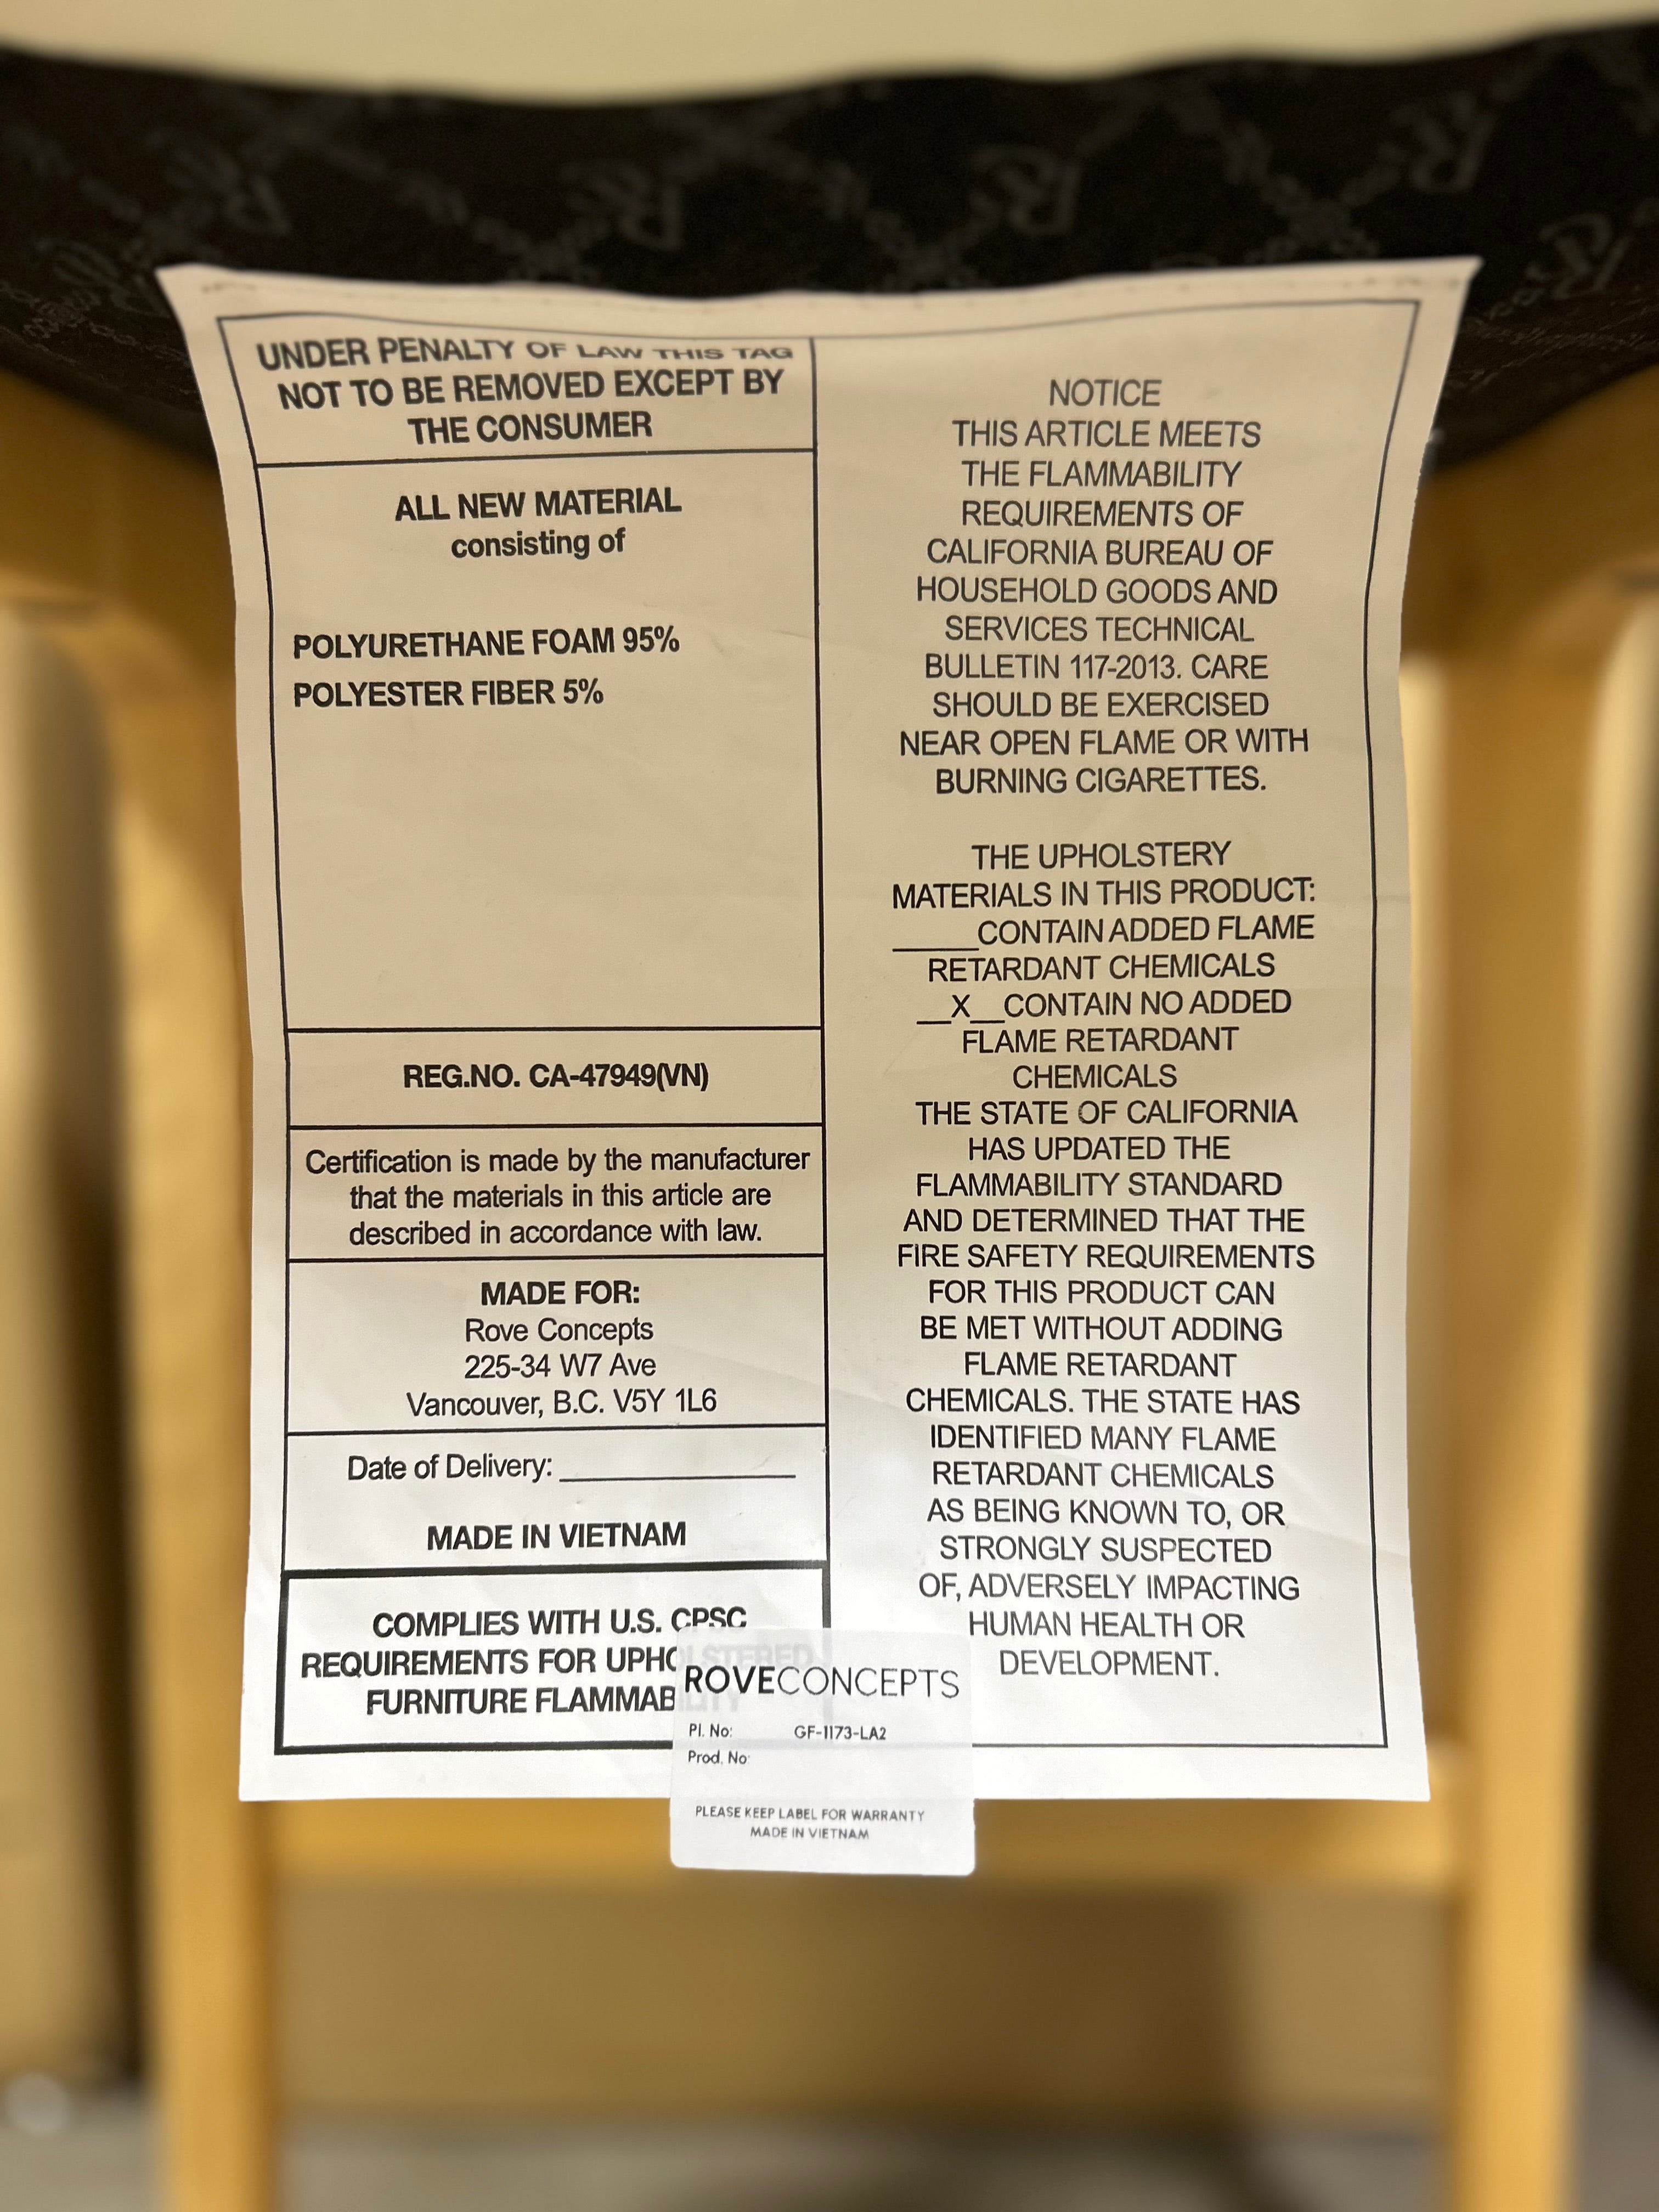 UNDER PENALTY OF LAW THIS TAG
NOT TO BE REMOVED EXCEPT BY
THE CONSUMER
ALL NEW MATERIAL
consisting of
POLYURETHANE FOAM 95%
POLYESTER FIBER 5%
REG.NO. CA-47949(VN)
Certification is made by the manufacturer
that the materials in this article are
described in accordance with law.
MADE FOR:
Rove Concepts
225-34 W7 Ave
Vancouver, B.C. V5Y 1L6
Date of Delivery: ____________
MADE IN VIETNAM
COMPLIES WITH U.S. CPSC
REQUIREMENTS FOR UPHOLSTERED
FURNITURE FLAMMABILITY
NOTICE
THIS ARTICLE MEETS
THE FLAMMABILITY
REQUIREMENTS OF
CALIFORNIA BUREAU OF
HOUSEHOLD GOODS AND
SERVICES TECHNICAL
BULLETIN 117-2013. CARE
SHOULD BE EXERCISED
NEAR OPEN FLAME OR WITH
BURNING CIGARETTES.
THE UPHOLSTERY
MATERIALS IN THIS PRODUCT:
_____CONTAIN ADDED FLAME
RETARDANT CHEMICALS
__X__CONTAIN NO ADDED
FLAME RETARDANT
CHEMICALS
THE STATE OF CALIFORNIA
HAS UPDATED THE
FLAMMABILITY STANDARD
AND DETERMINED THAT THE
FIRE SAFETY REQUIREMENTS
FOR THIS PRODUCT CAN
BE MET WITHOUT ADDING
FLAME RETARDANT
CHEMICALS. THE STATE HAS
IDENTIFIED MANY FLAME
RETARDANT CHEMICALS
AS BEING KNOWN TO, OR
STRONGLY SUSPECTED
OF, ADVERSELY IMPACTING
HUMAN HEALTH OR
DEVELOPMENT.
ROVECONCEPTS
Pl. No: GF-1173-LA2
Prod. No:
PLEASE KEEP LABEL FOR WARRANTY
MADE IN VIETNAM